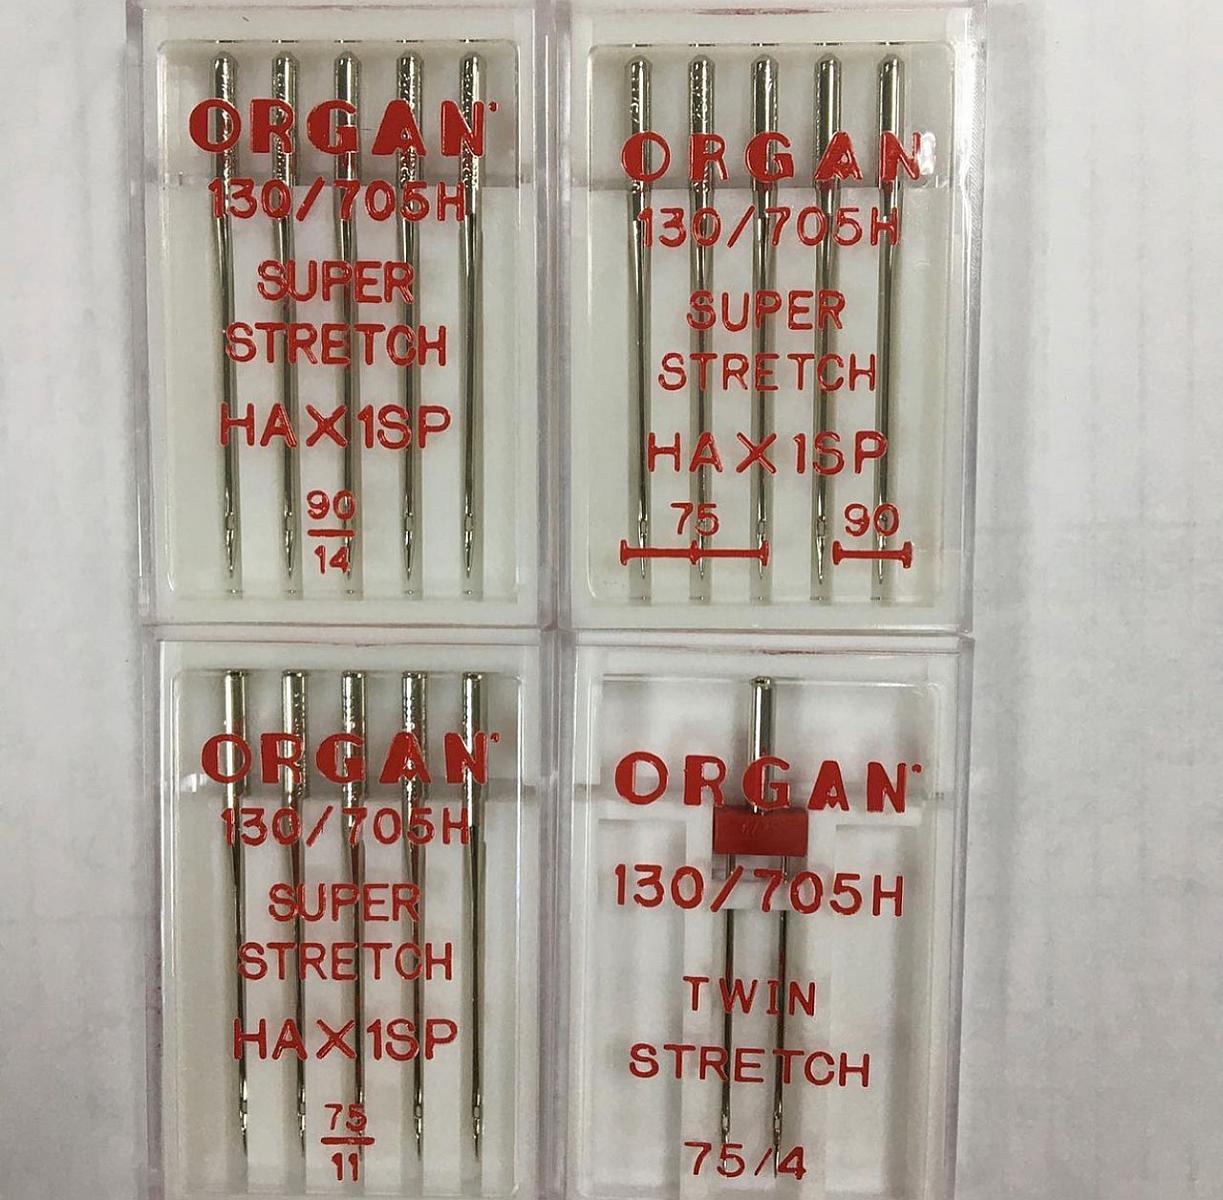 ORGAN
130/705H
SUPER
STRETCH
HAX1SP
90
14
ORGAN
130/705H
SUPER
STRETCH
HAX1SP
75 90
ORGAN
130/705H
SUPER
STRETCH
HAX1SP
75
11
ORGAN
130/705H
TWIN
STRETCH
75/4